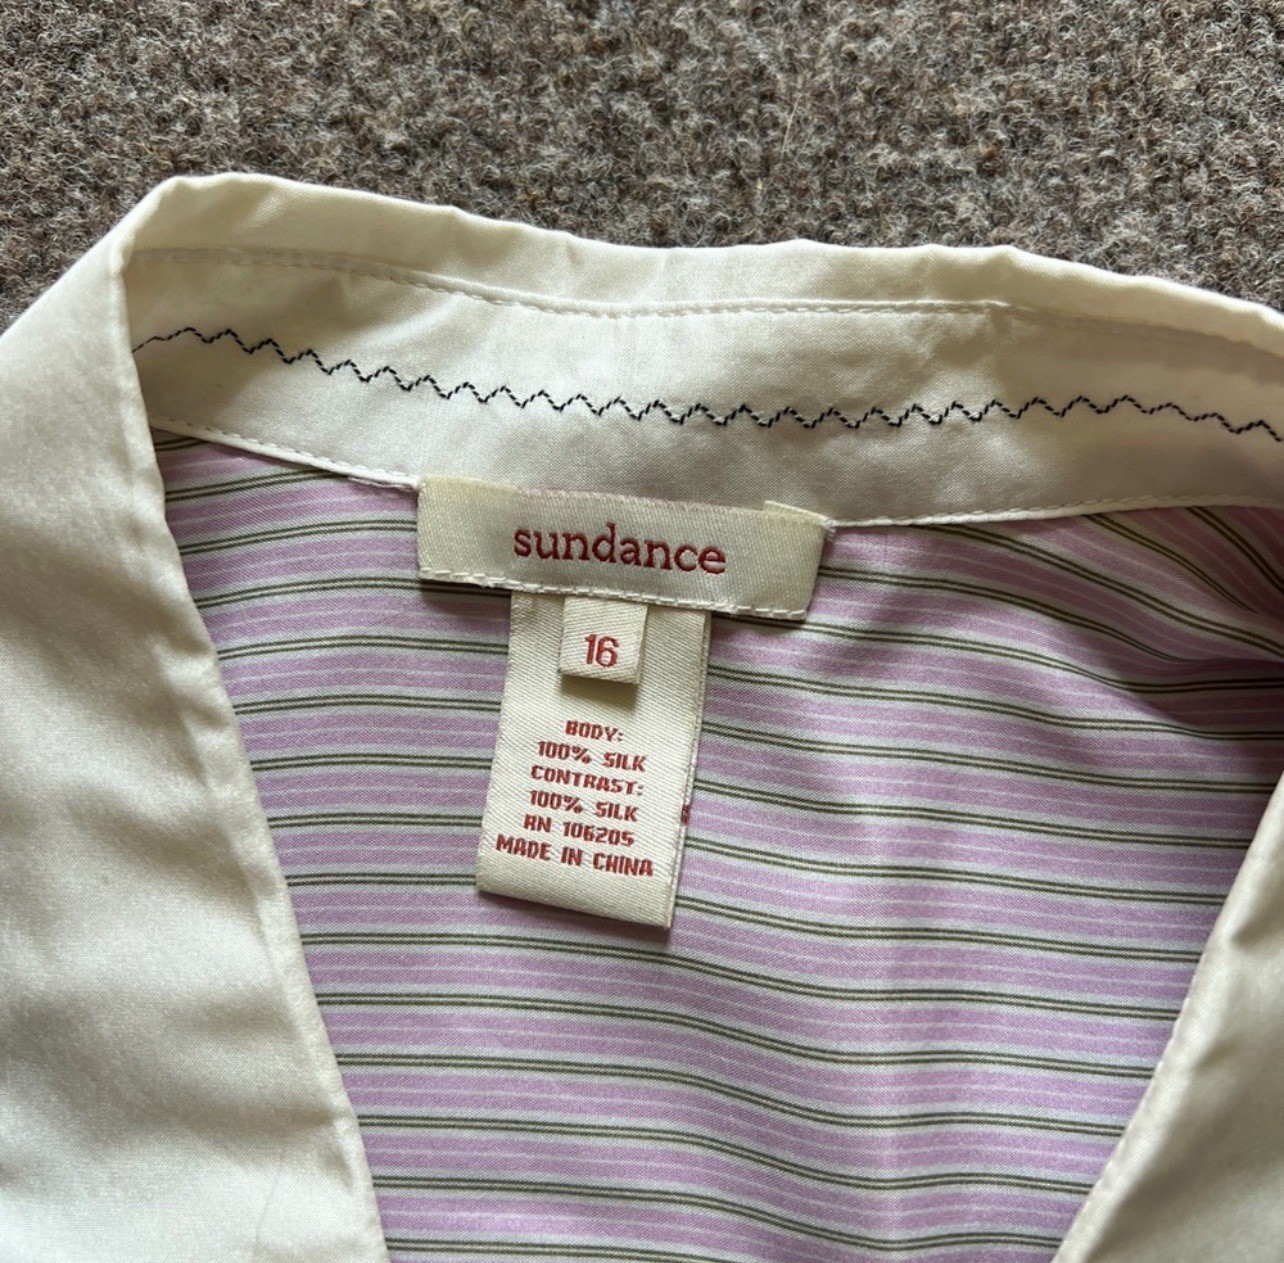 sundance
16
BODY:
100% SILK
CONTRAST:
100% SILK
RN 106205
MADE IN CHINA